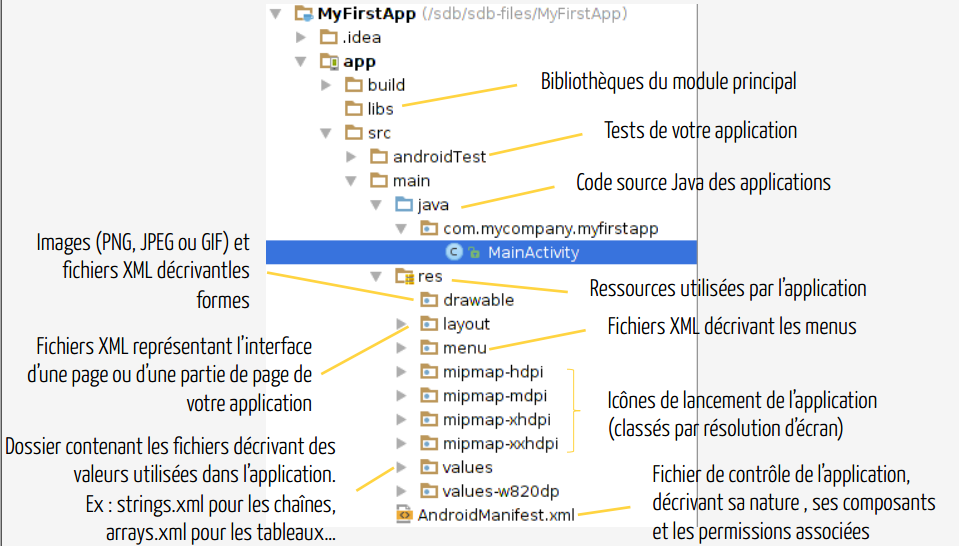 MyFirstApp (/sdb/sdb-files/MyFirstApp)
.idea
app
build
libs
src
androidTest
main
java
com.mycompany.myfirstapp
MainActivity
res
drawable
layout
menu
mipmap-hdpi
mipmap-mdpi
mipmap-xhdpi
mipmap-xxhdpi
values
values-w820dp
AndroidManifest.xml
Bibliothèques du module principal
Tests de votre application
Code source Java des applications
Ressources utilisées par l'application
Fichiers XML décrivant les menus
Icônes de lancement de l'application
(classés par résolution d'écran)
Fichier de contrôle de l'application,
décrivant sa nature , ses composants
et les permissions associées
Images (PNG, JPEG ou GIF) et
fichiers XML décrivantles
formes
Fichiers XML représentant l'interface
d'une page ou d'une partie de page de
votre application
Dossier contenant les fichiers décrivant des
valeurs utilisées dans l'application.
Ex : strings.xml pour les chaînes,
arrays.xml pour les tableaux...